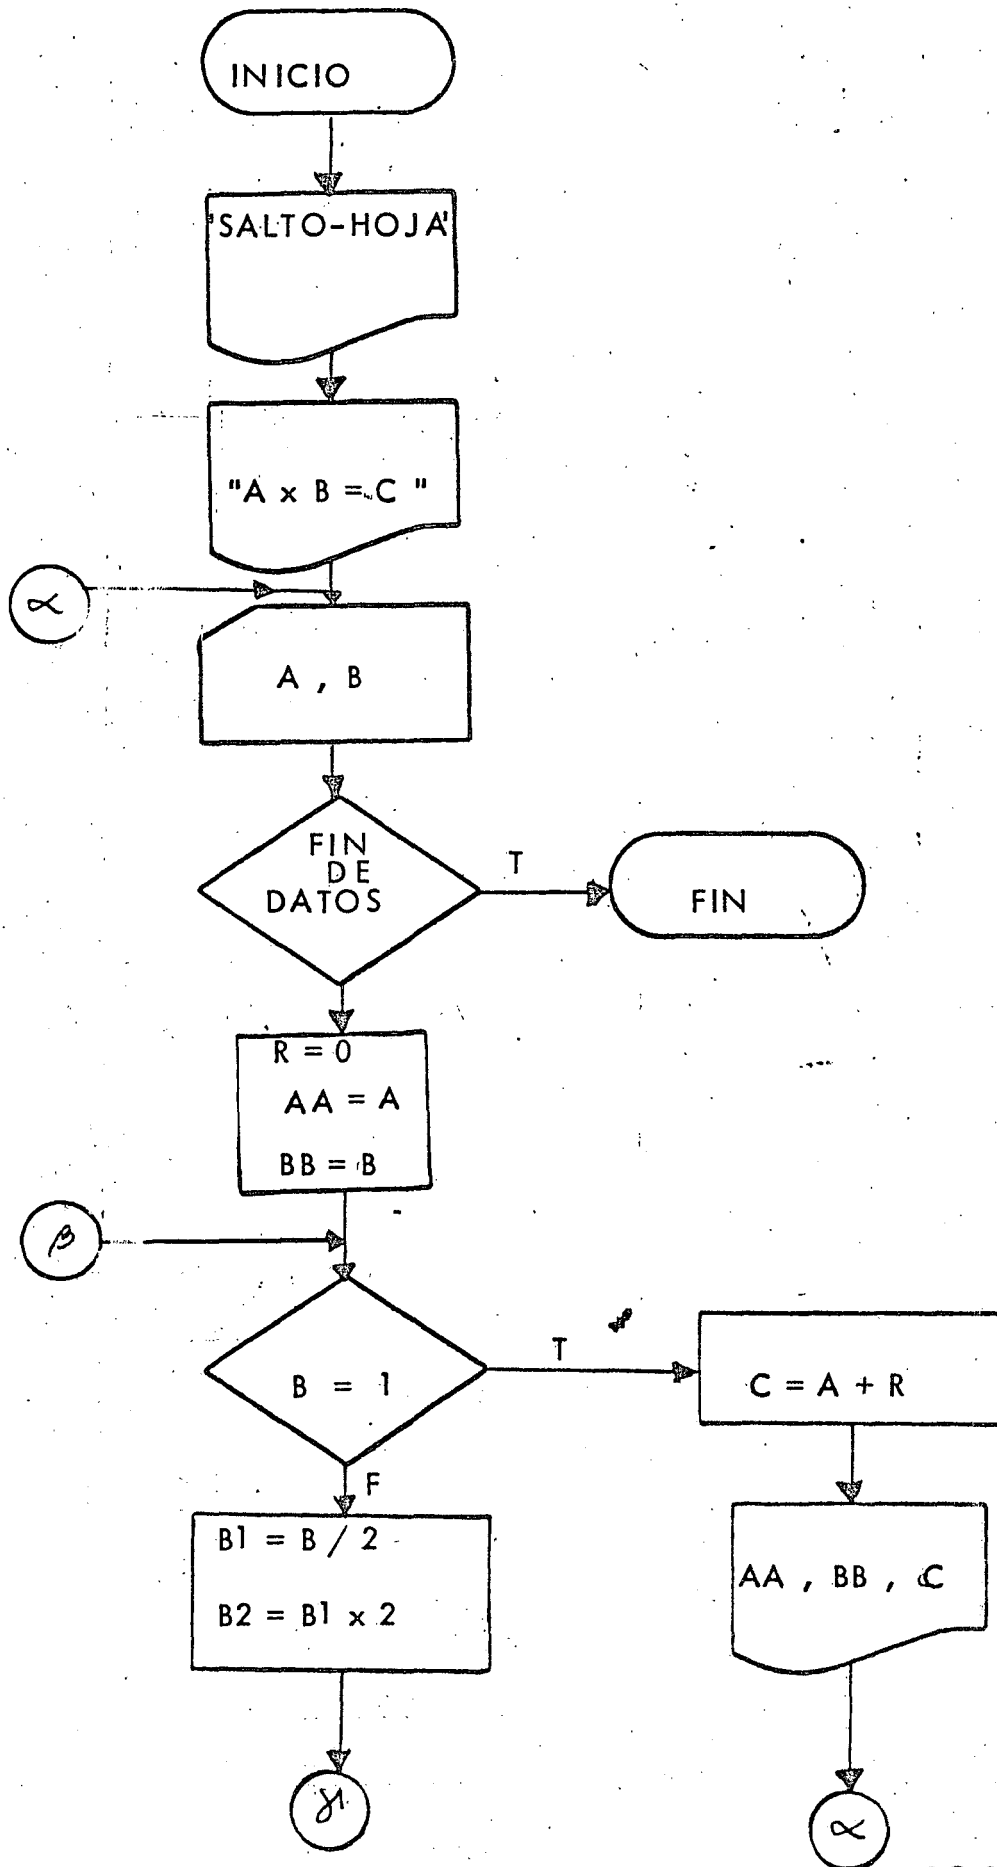 INICIO
'SALTO-HOJA'
"A x B = C "
∝
A , B
FIN
DE
DATOS
T
FIN
R = 0
AA = A
BB = B
β
B = 1
T
C = A + R
F
B1 = B / 2
B2 = B1 x 2
AA , BB , C
∝